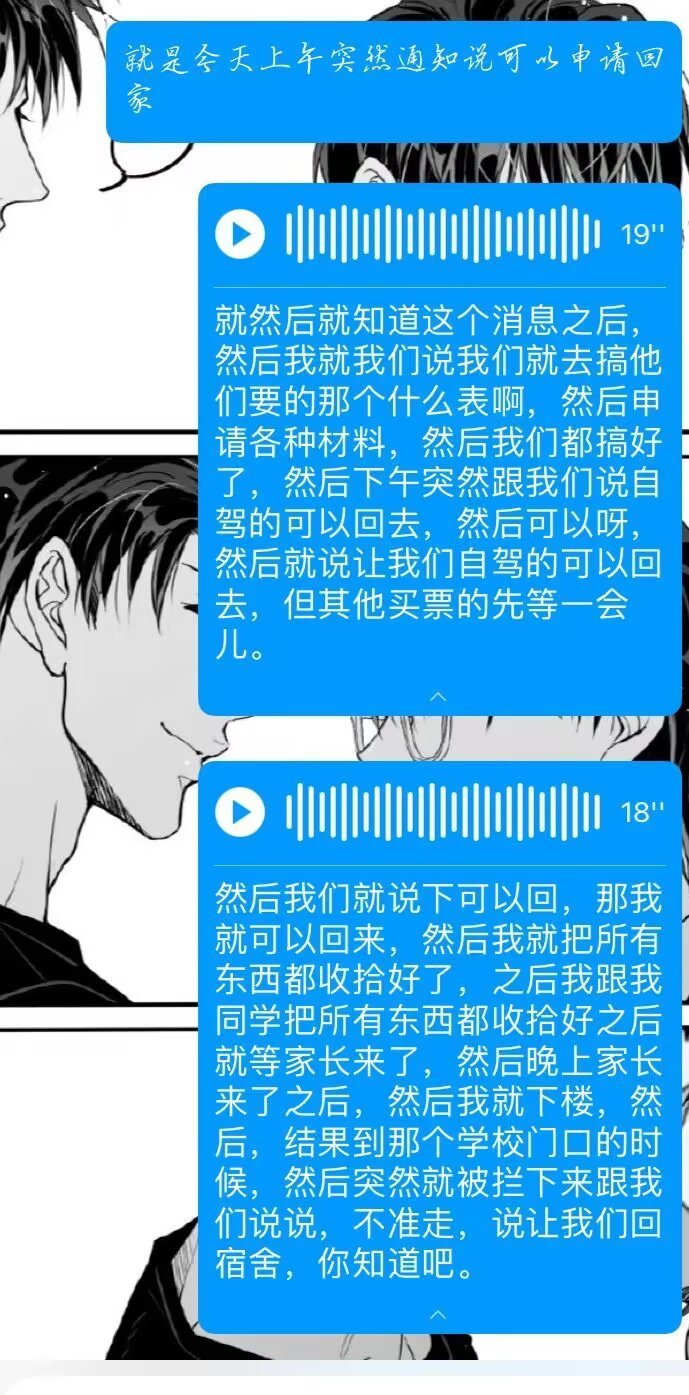 就是今天上午突然通知说可以申请回
家
19''
就然后就知道这个消息之后，
然后我就我们说我们就去搞他
们要的那个什么表啊，然后申
请各种材料，然后我们都搞好
了，然后下午突然跟我们说自
驾的可以回去，然后可以呀，
然后就说让我们自驾的可以回
去，但其他买票的先等一会
儿。
18''
然后我们就说下可以回，那我
就可以回来，然后我就把所有
东西都收拾好了，之后我跟我
同学把所有东西都收拾好之后
就等家长来了，然后晚上家长
来了之后，然后我就下楼，然
后，结果到那个学校门口的时
候，然后突然就被拦下来跟我
们说说，不准走，说让我们回
宿舍，你知道吧。